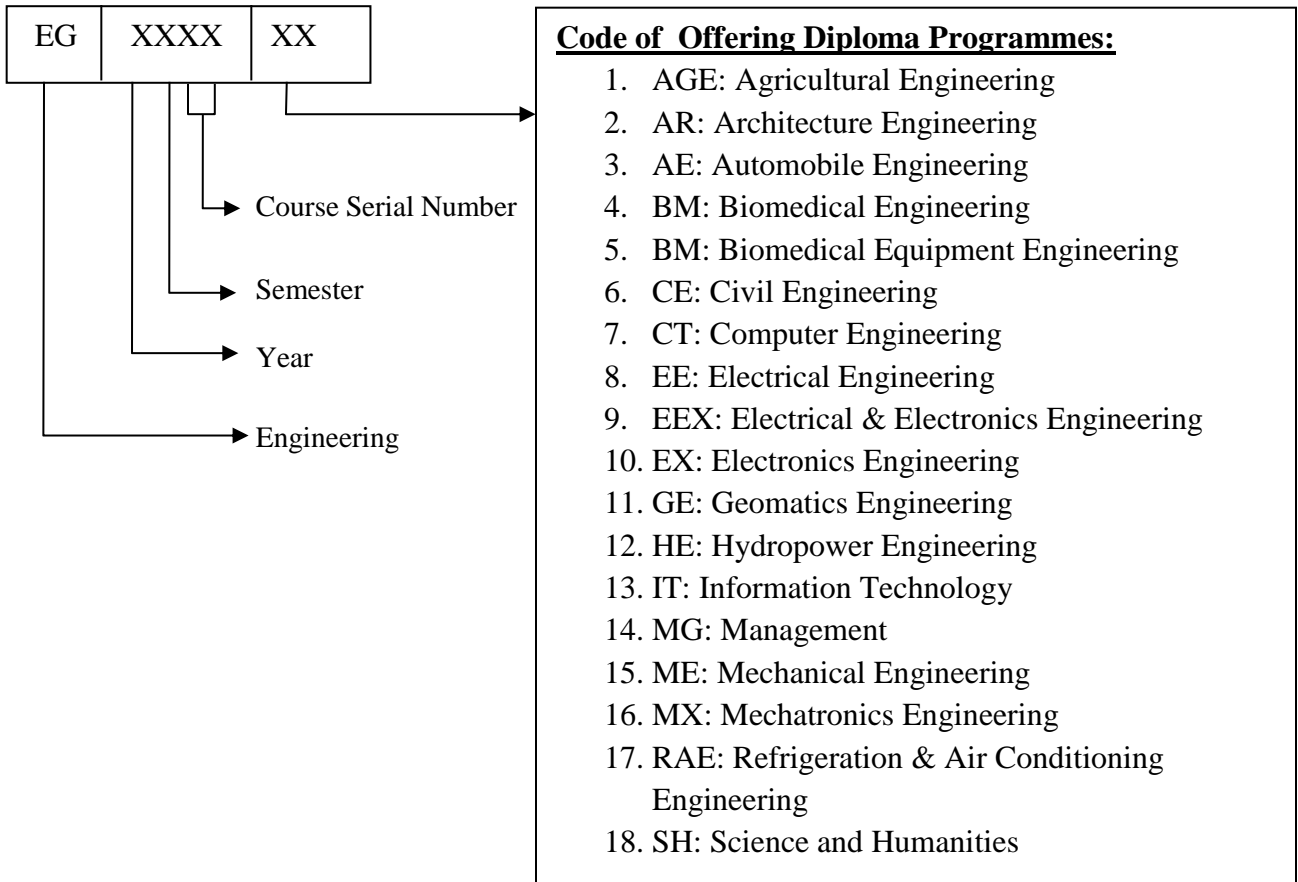 EG XXXX XX
Course Serial Number
Semester
Year
Engineering
Code of Offering Diploma Programmes:
1. AGE: Agricultural Engineering
2. AR: Architecture Engineering
3. AE: Automobile Engineering
4. BM: Biomedical Engineering
5. BM: Biomedical Equipment Engineering
6. CE: Civil Engineering
7. CT: Computer Engineering
8. EE: Electrical Engineering
9. EEX: Electrical & Electronics Engineering
10. EX: Electronics Engineering
11. GE: Geomatics Engineering
12. HE: Hydropower Engineering
13. IT: Information Technology
14. MG: Management
15. ME: Mechanical Engineering
16. MX: Mechatronics Engineering
17. RAE: Refrigeration & Air Conditioning
Engineering
18. SH: Science and Humanities